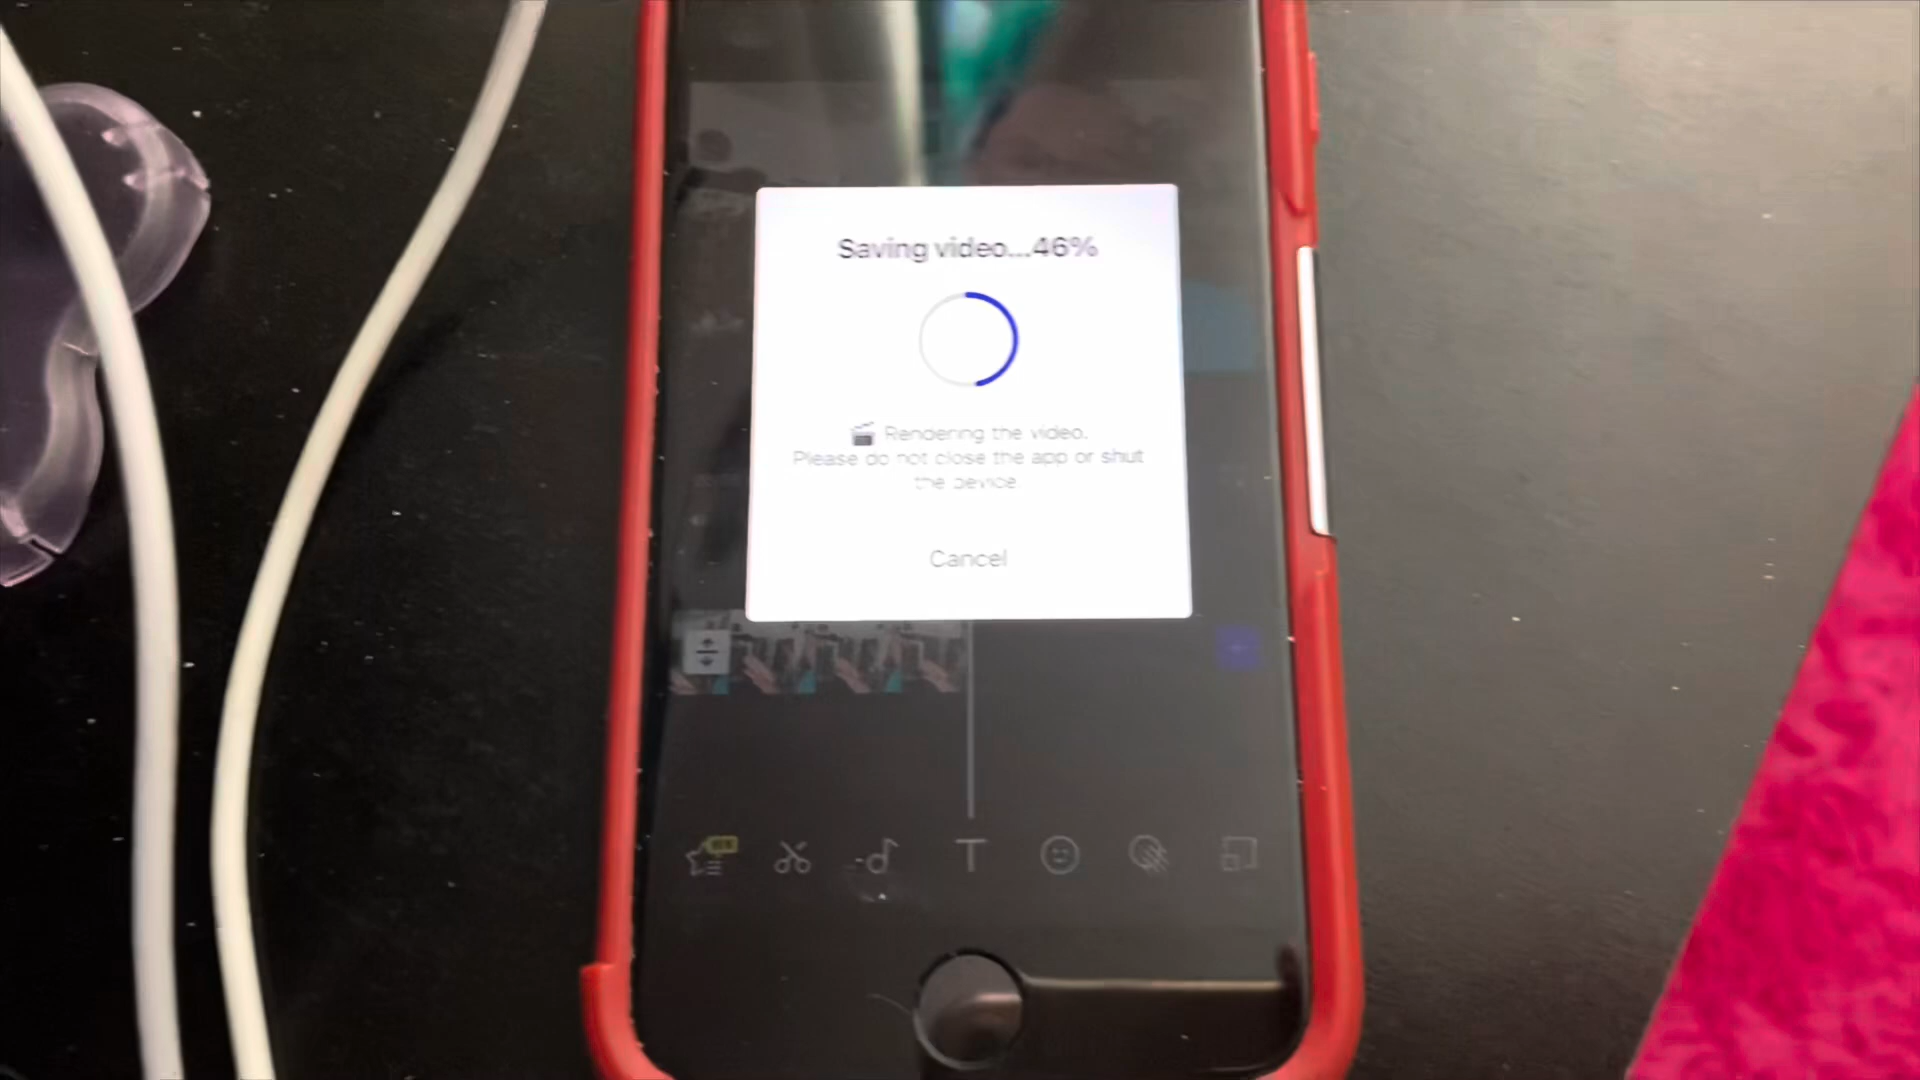 Saving video...46%
Rendering the video.
Please do not close the app or shut
the device.
Cancel
T